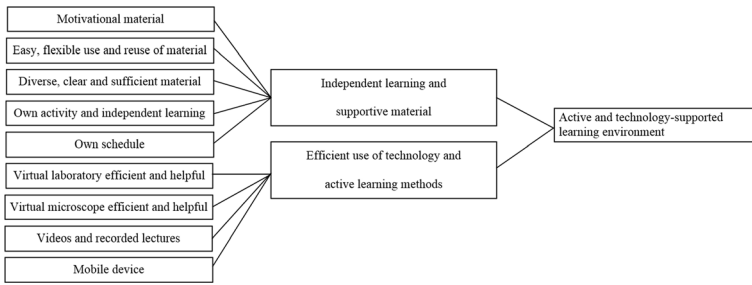 Motivational material
Easy, flexible use and reuse of material
Diverse, clear and sufficient material
Own activity and independent learning
Own schedule
Virtual laboratory efficient and helpful
Virtual microscope efficient and helpful
Videos and recorded lectures
Mobile device
Independent learning and
supportive material
Efficient use of technology and
active learning methods
Active and technology-supported
learning environment